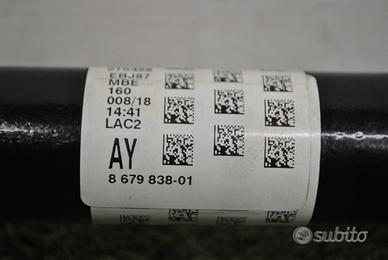 EBJ87
MBE
160
008/18
14:41
LAC2
AY
8 679 838-01
subito